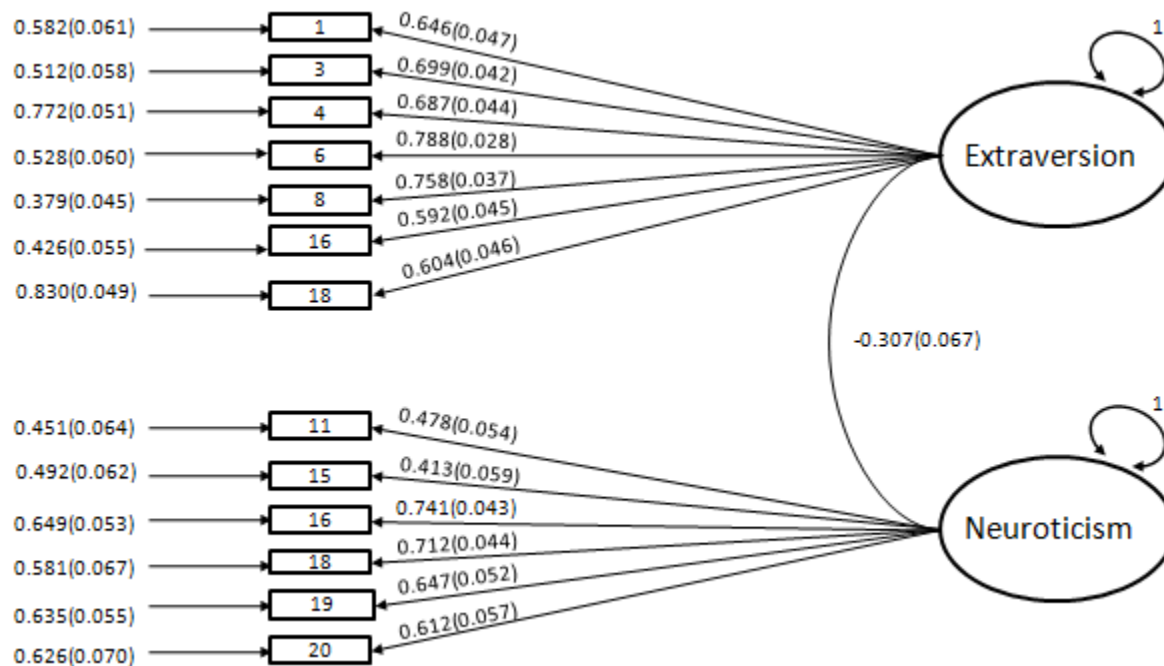 0.582(0.061) 1 0.646(0.047) 1
0.512(0.058) 3 0.699(0.042)
0.772(0.051) 4 0.687(0.044)
0.528(0.060) 6 0.788(0.028) Extraversion
0.379(0.045) 8 0.758(0.037)
0.426(0.055) 16 0.592(0.045)
0.830(0.049) 18 0.604(0.046)
-0.307(0.067)
0.451(0.064) 11 0.478(0.054) 1
0.492(0.062) 15 0.413(0.059)
0.649(0.053) 16 0.741(0.043) Neuroticism
0.581(0.067) 18 0.712(0.044)
0.635(0.055) 19 0.647(0.052)
0.626(0.070) 20 0.612(0.057)